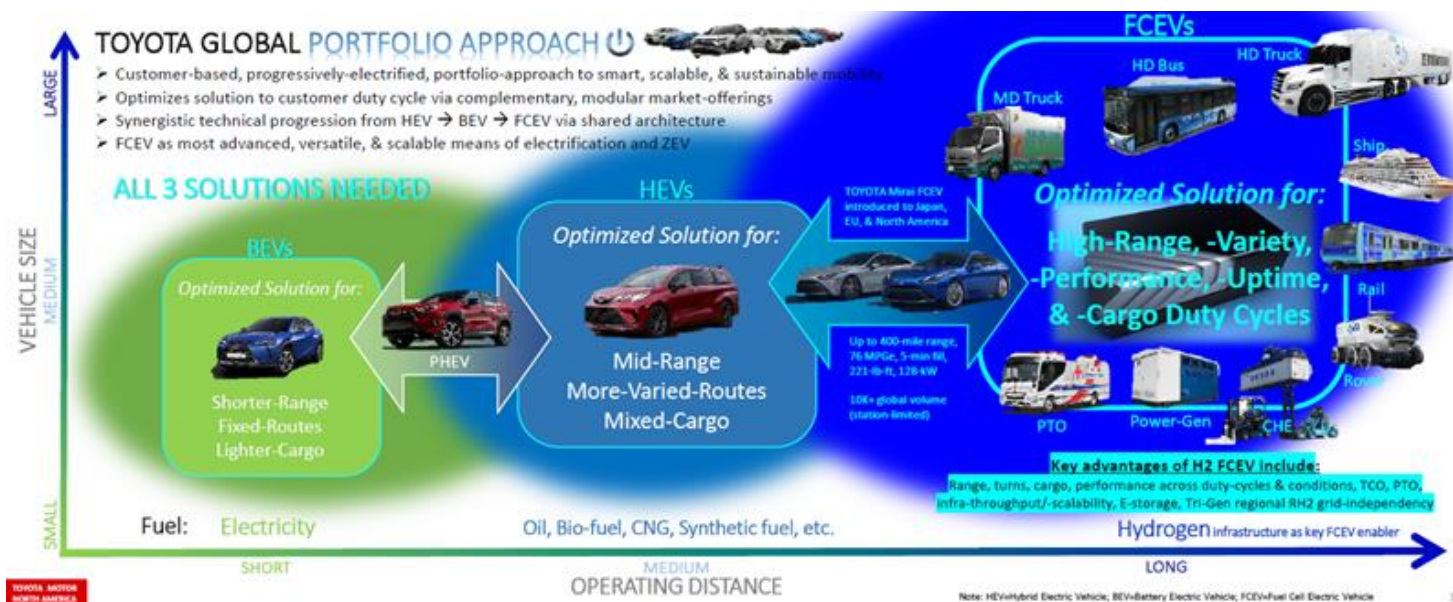 TOYOTA GLOBAL PORTFOLIO APPROACH
➤ Customer-based, progressively-electrified, portfolio-approach to smart, scalable, & sustainable mobility
➤ Optimizes solution to customer duty cycle via complementary, modular market-offerings
➤ Synergistic technical progression from HEV → BEV → FCEV via shared architecture
➤ FCEV as most advanced, versatile, & scalable means of electrification and ZEV
ALL 3 SOLUTIONS NEEDED
BEVs
Optimized Solution for:
Shorter-Range
Fixed-Routes
Lighter-Cargo
PHEV
HEVs
Optimized Solution for:
Mid-Range
More-Varied-Routes
Mixed-Cargo
TOYOTA Mirai FCEV
introduced to Japan,
EU, & North America
Up to 400-mile range,
76 MPGe, 5-min fill,
221-lb-ft, 128-kW
10K+ global volume
(station-limited)
FCEVs
MD Truck
HD Bus
HD Truck
Ship
Rail
Rover
Optimized Solution for:
High-Range, -Variety,
-Performance, -Uptime,
& -Cargo Duty Cycles
PTO
Power-Gen
CHE
Key advantages of H2 FCEV include:
Range, turns, cargo, performance across duty-cycles & conditions, TCO, PTO,
infra-throughput/-scalability, E-storage, Tri-Gen regional RH2 grid-independency
Fuel:
Electricity
Oil, Bio-fuel, CNG, Synthetic fuel, etc.
Hydrogen infrastructure as key FCEV enabler
VEHICLE SIZE
SMALL
MEDIUM
LARGE
SHORT
MEDIUM
LONG
OPERATING DISTANCE
TOYOTA MOTOR
NORTH AMERICA
Note: HEV=Hybrid Electric Vehicle; BEV=Battery Electric Vehicle; FCEV=Fuel Cell Electric Vehicle